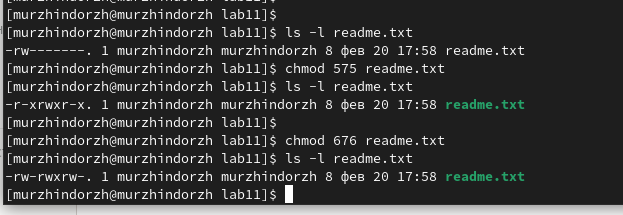 [murzhindorzh@murzhindorzh lab11]$
[murzhindorzh@murzhindorzh lab11]$
[murzhindorzh@murzhindorzh lab11]$ ls -l readme.txt
-rw-------. 1 murzhindorzh murzhindorzh 8 фев 20 17:58 readme.txt
[murzhindorzh@murzhindorzh lab11]$ chmod 575 readme.txt
[murzhindorzh@murzhindorzh lab11]$ ls -l readme.txt
-r-xrwxr-x. 1 murzhindorzh murzhindorzh 8 фев 20 17:58 readme.txt
[murzhindorzh@murzhindorzh lab11]$
[murzhindorzh@murzhindorzh lab11]$ chmod 676 readme.txt
[murzhindorzh@murzhindorzh lab11]$ ls -l readme.txt
-rw-rwxrw-. 1 murzhindorzh murzhindorzh 8 фев 20 17:58 readme.txt
[murzhindorzh@murzhindorzh lab11]$